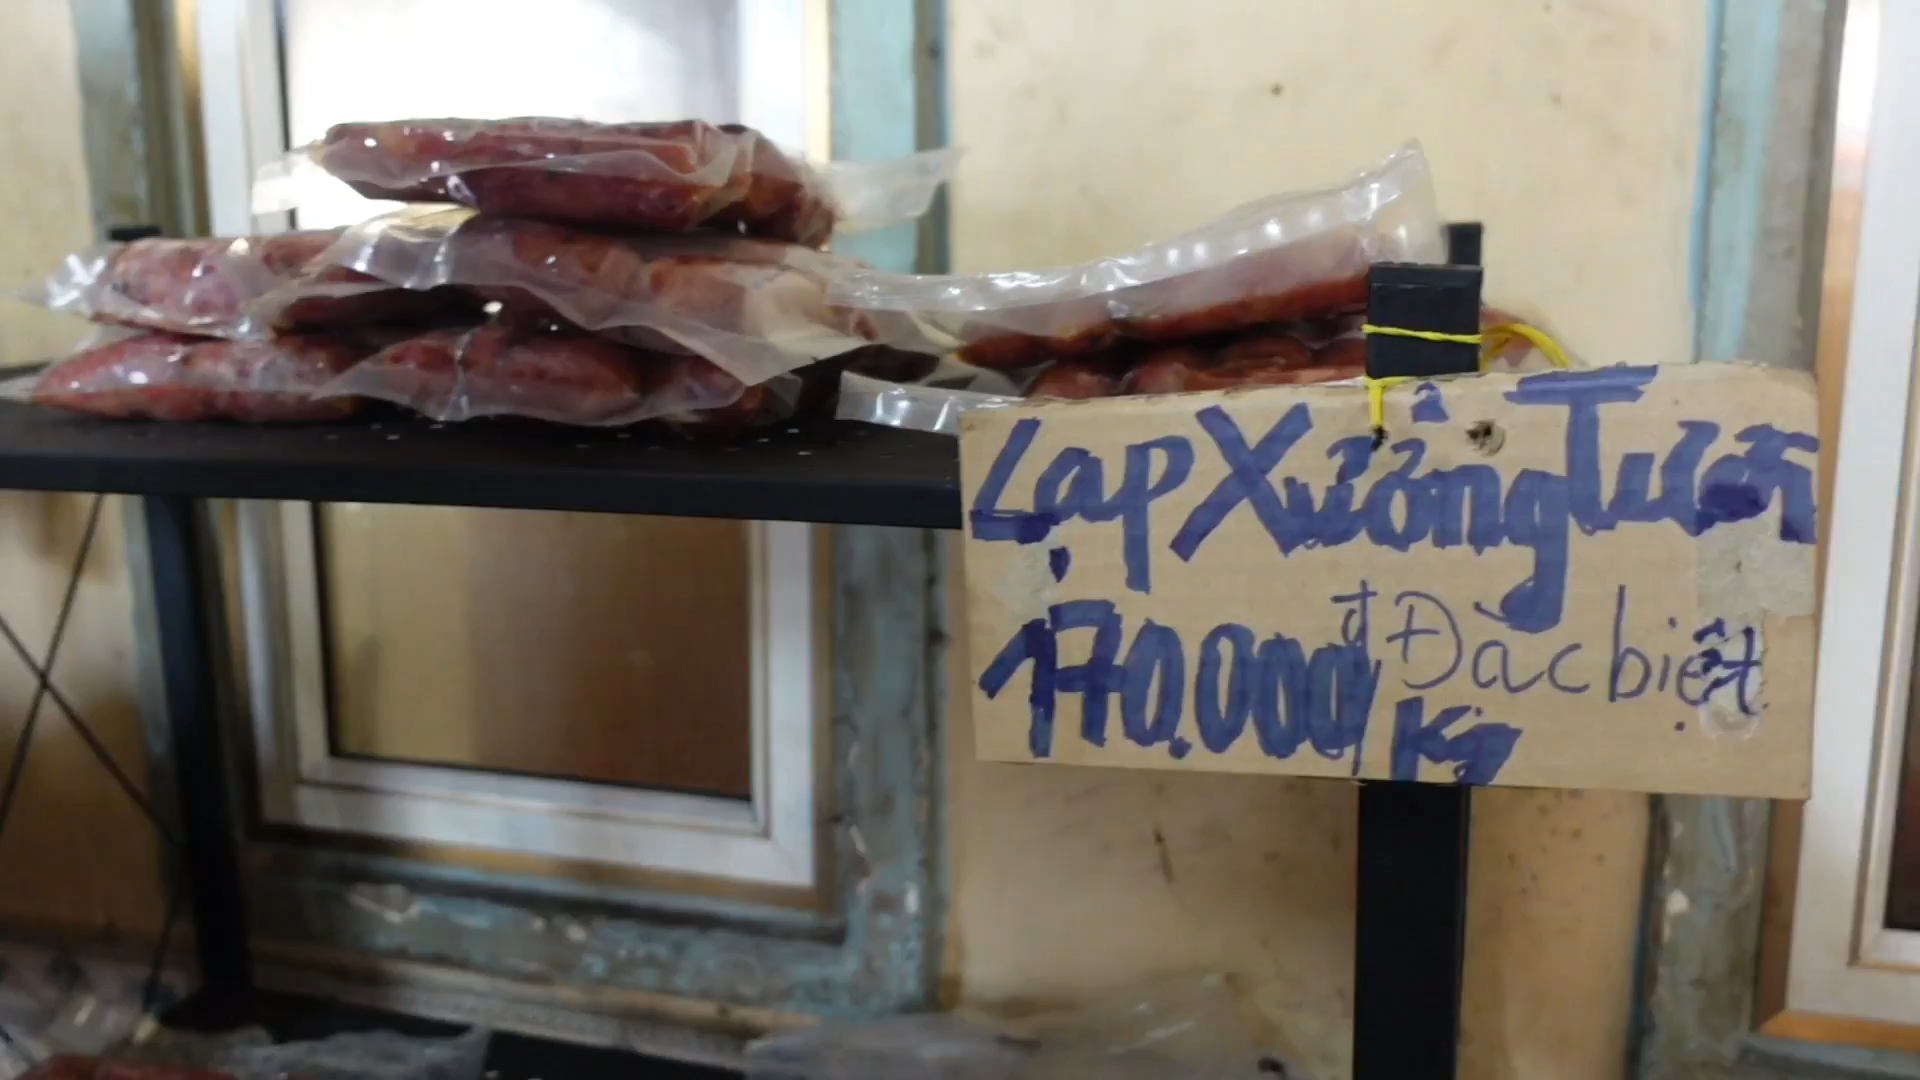 Lạp Xưởng Tươi
Đặc biệt
170.000đ/Kg